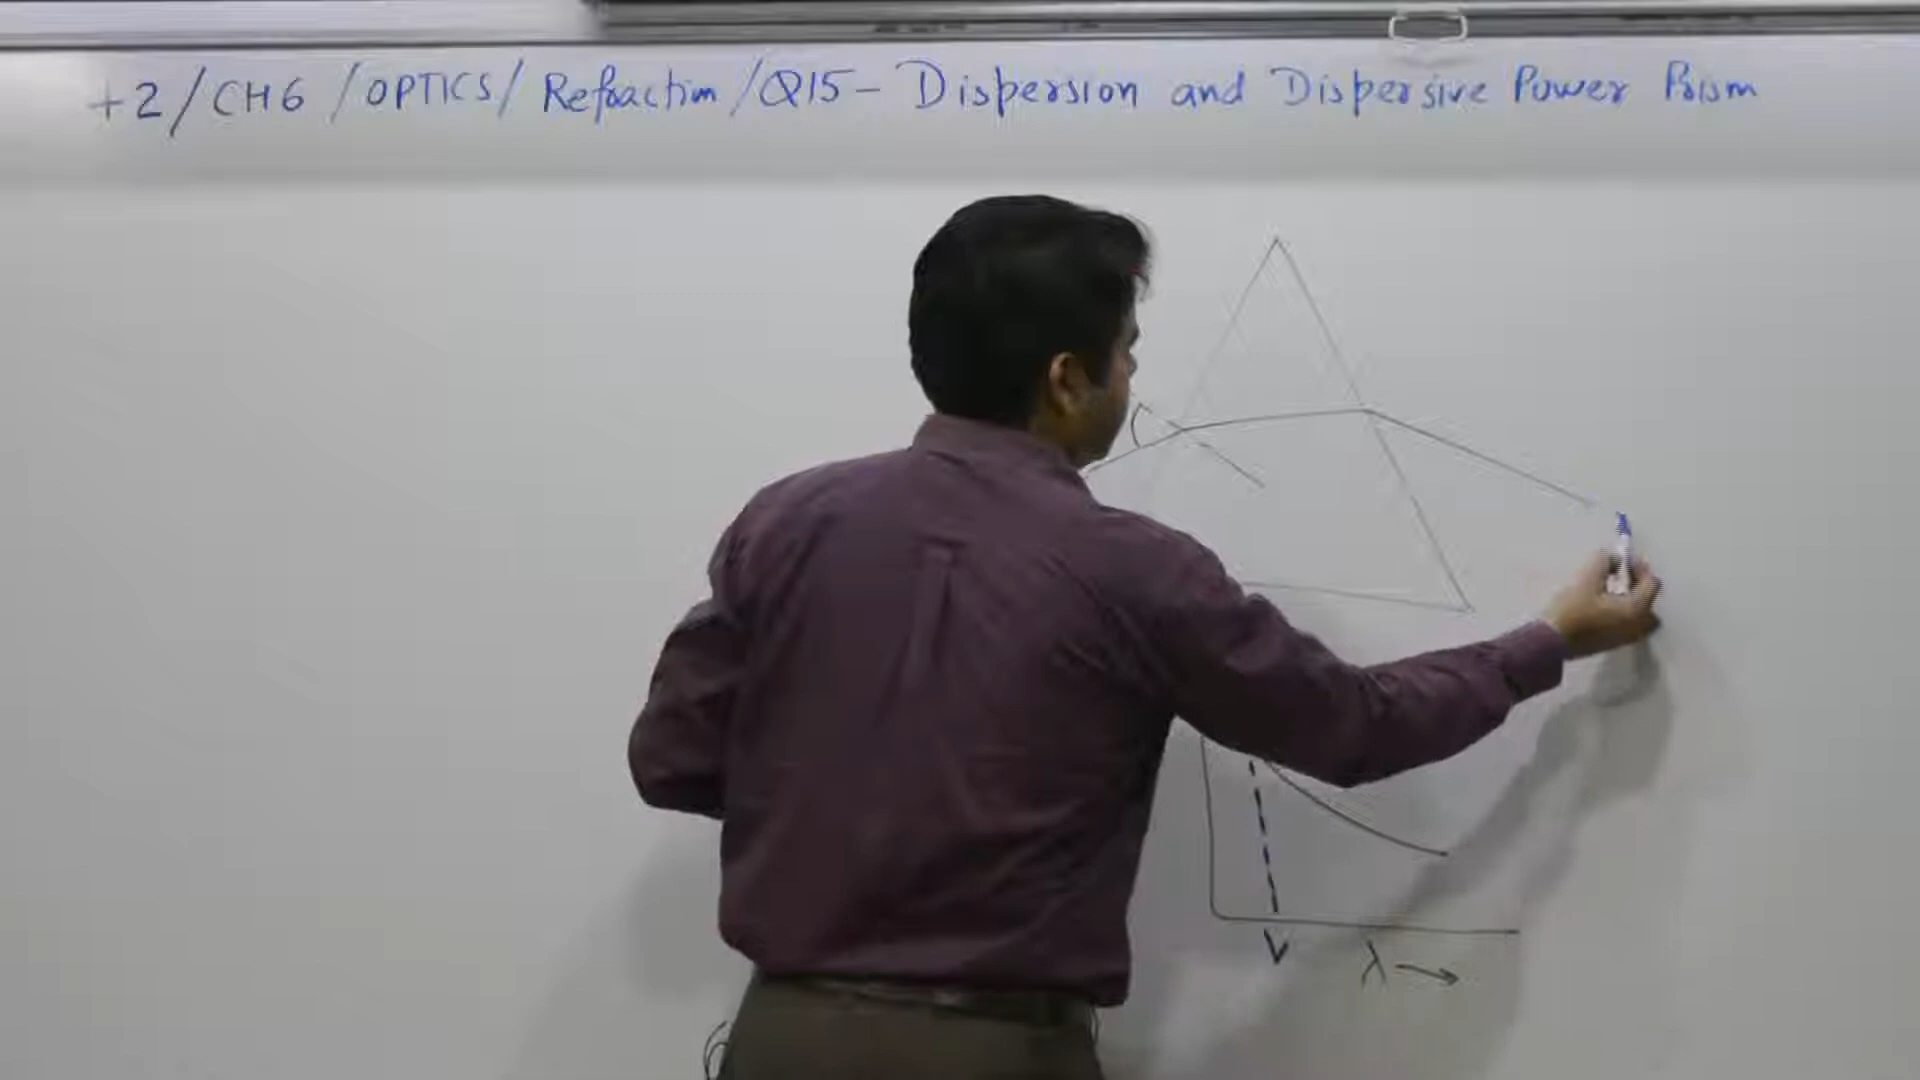 +2/CH6/OPTICS/Refraction/Q15- Dispersion and Dispersive Power Prism
V λ→